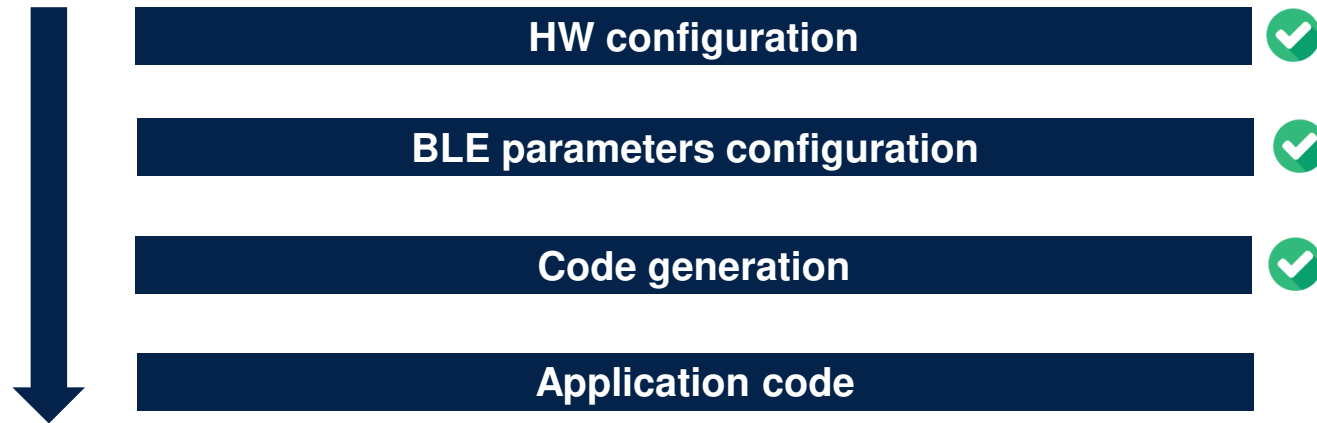 HW configuration
BLE parameters configuration
Code generation
Application code